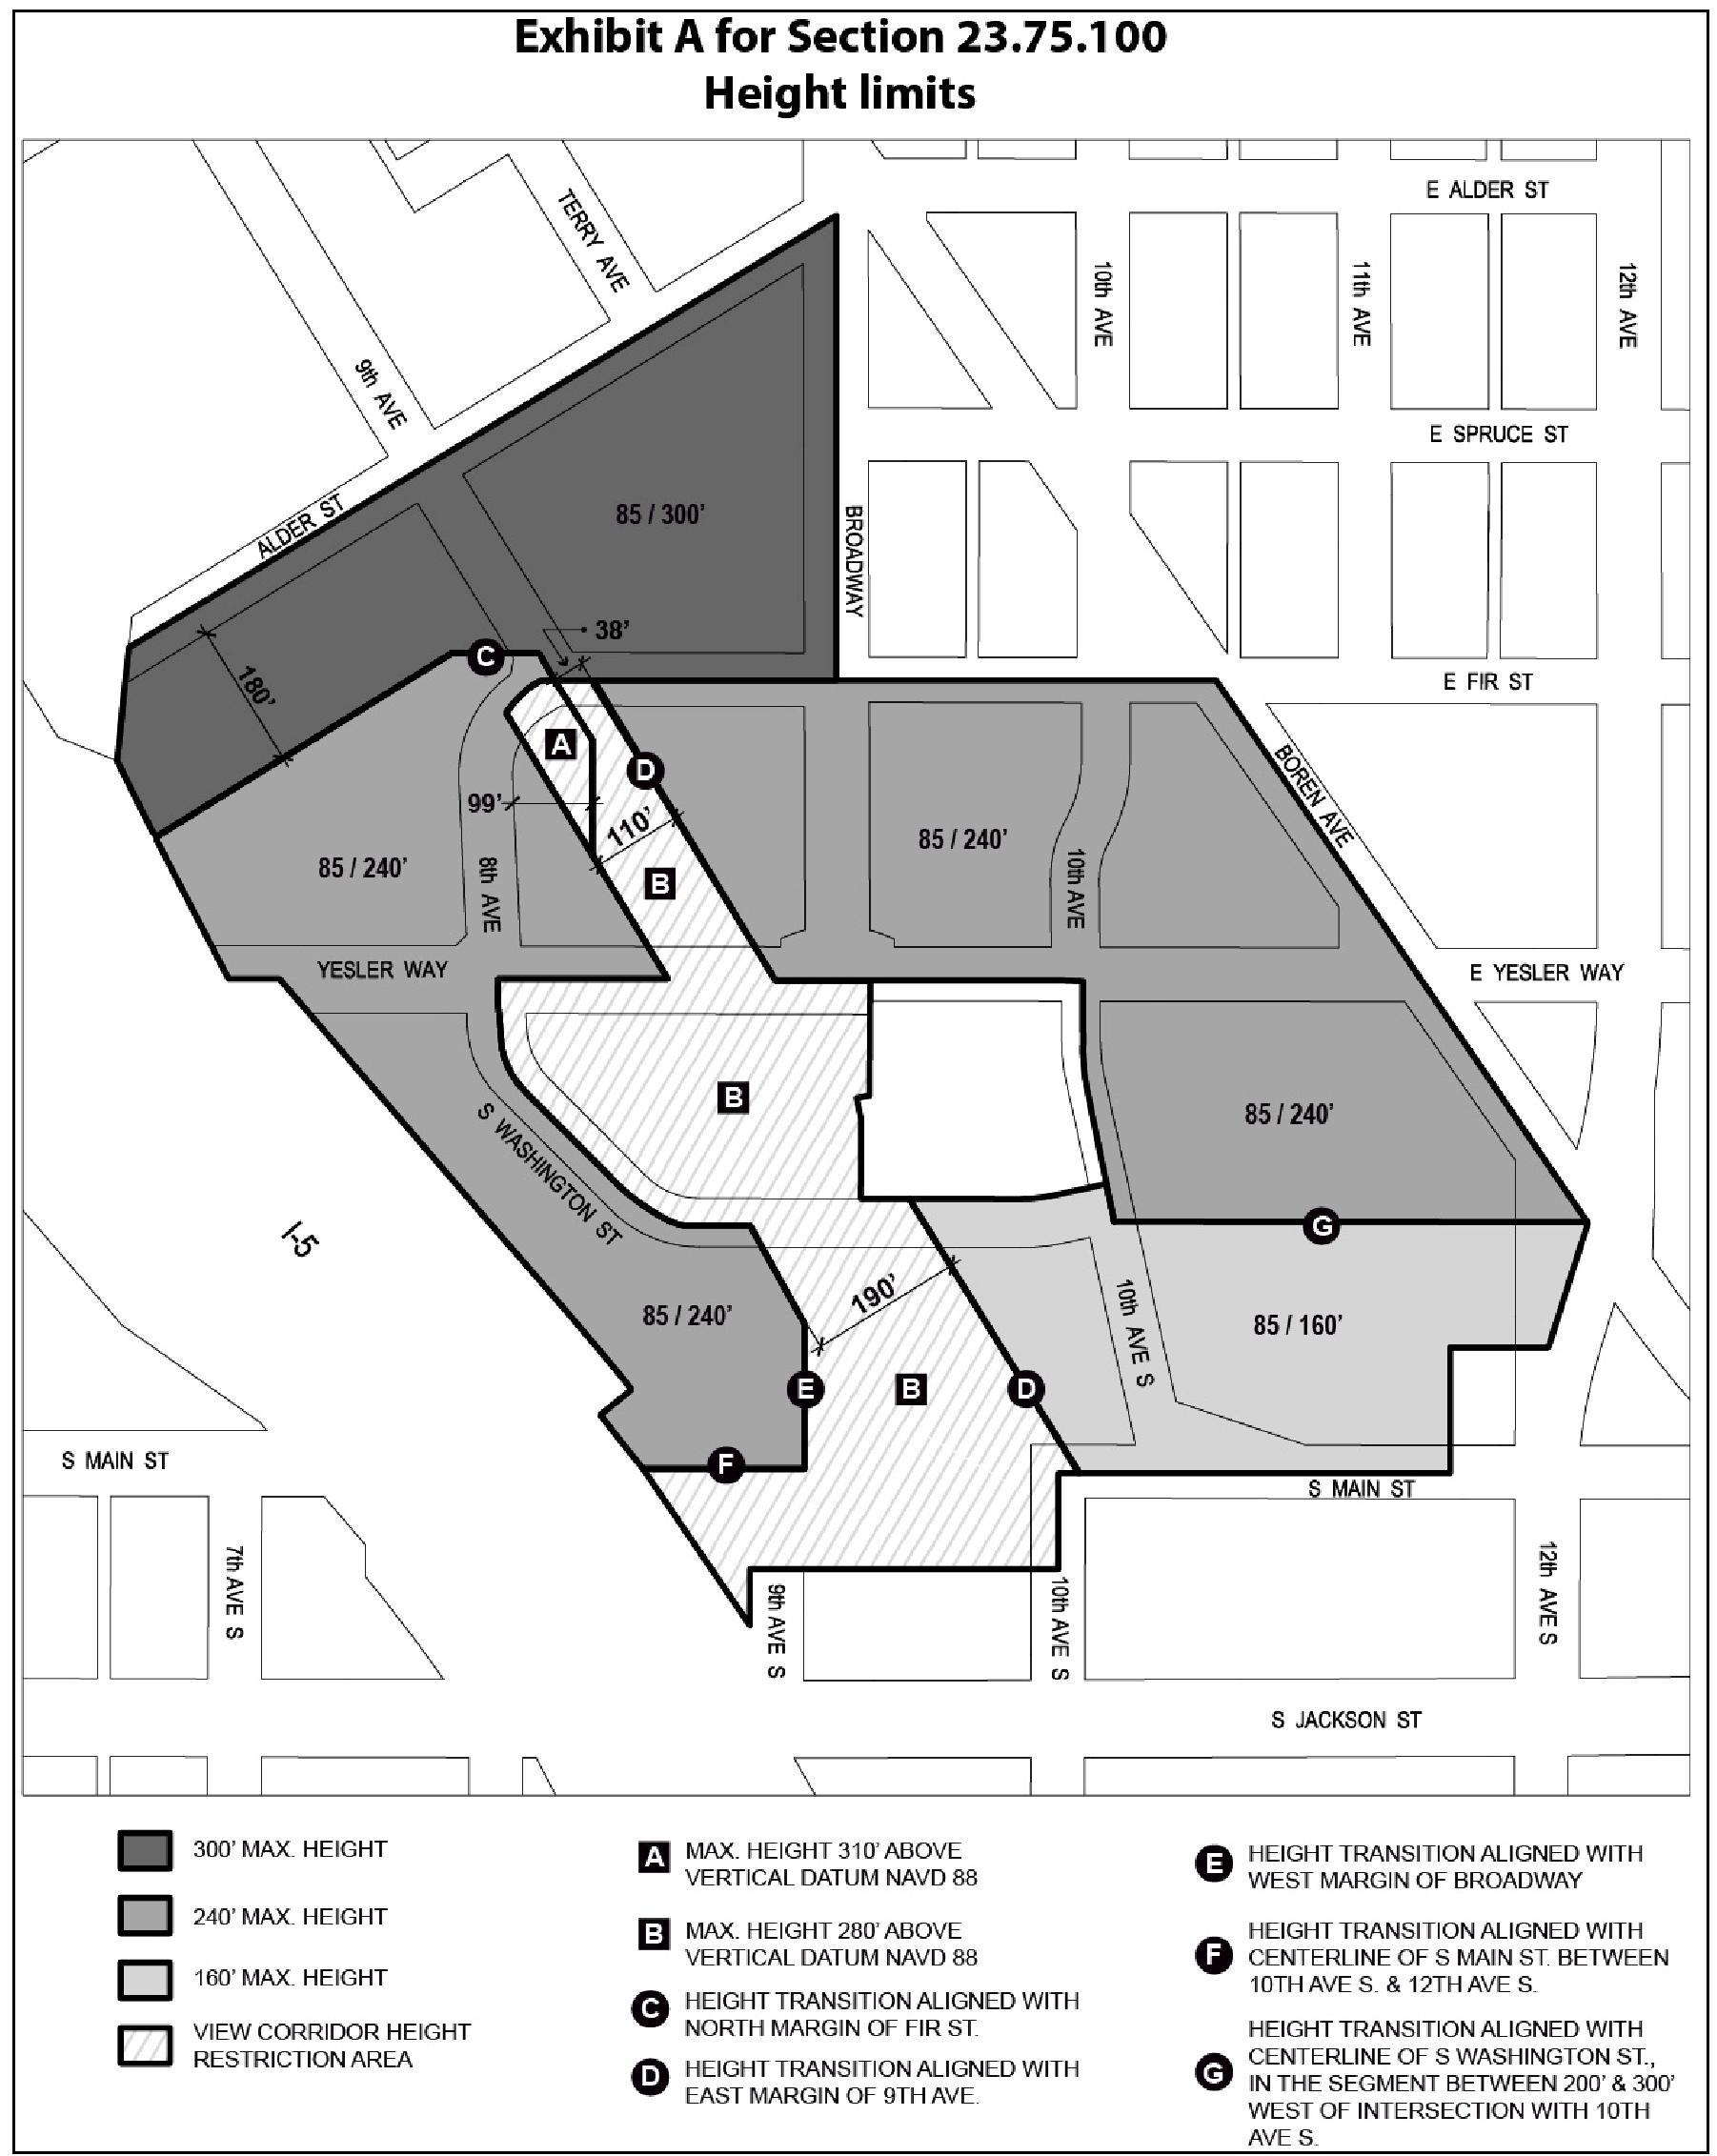 Exhibit A for Section 23.75.100
Height limits
E ALDER ST
TERRY AVE
10th AVE
11th AVE
12th AVE
9th AVE
E SPRUCE ST
ALDER ST
85 / 300'
BROADWAY
38'
C
180'
E FIR ST
A
D
BOREN AVE
99'
110'
85 / 240'
85 / 240'
8th AVE
B
10th AVE
YESLER WAY
E YESLER WAY
B
S WASHINGTON ST
85 / 240'
I-5
G
190'
10th AVE S
85 / 240'
85 / 160'
E
B
D
S MAIN ST
F
S MAIN ST
7th AVE S
9th AVE S
10th AVE S
12th AVE S
S JACKSON ST
300' MAX. HEIGHT
240' MAX. HEIGHT
160' MAX. HEIGHT
VIEW CORRIDOR HEIGHT
RESTRICTION AREA
A MAX. HEIGHT 310' ABOVE
VERTICAL DATUM NAVD 88
B MAX. HEIGHT 280' ABOVE
VERTICAL DATUM NAVD 88
C HEIGHT TRANSITION ALIGNED WITH
NORTH MARGIN OF FIR ST.
D HEIGHT TRANSITION ALIGNED WITH
EAST MARGIN OF 9TH AVE.
E HEIGHT TRANSITION ALIGNED WITH
WEST MARGIN OF BROADWAY
F HEIGHT TRANSITION ALIGNED WITH
CENTERLINE OF S MAIN ST. BETWEEN
10TH AVE S. & 12TH AVE S.
G HEIGHT TRANSITION ALIGNED WITH
CENTERLINE OF S WASHINGTON ST.,
IN THE SEGMENT BETWEEN 200' & 300'
WEST OF INTERSECTION WITH 10TH
AVE S.